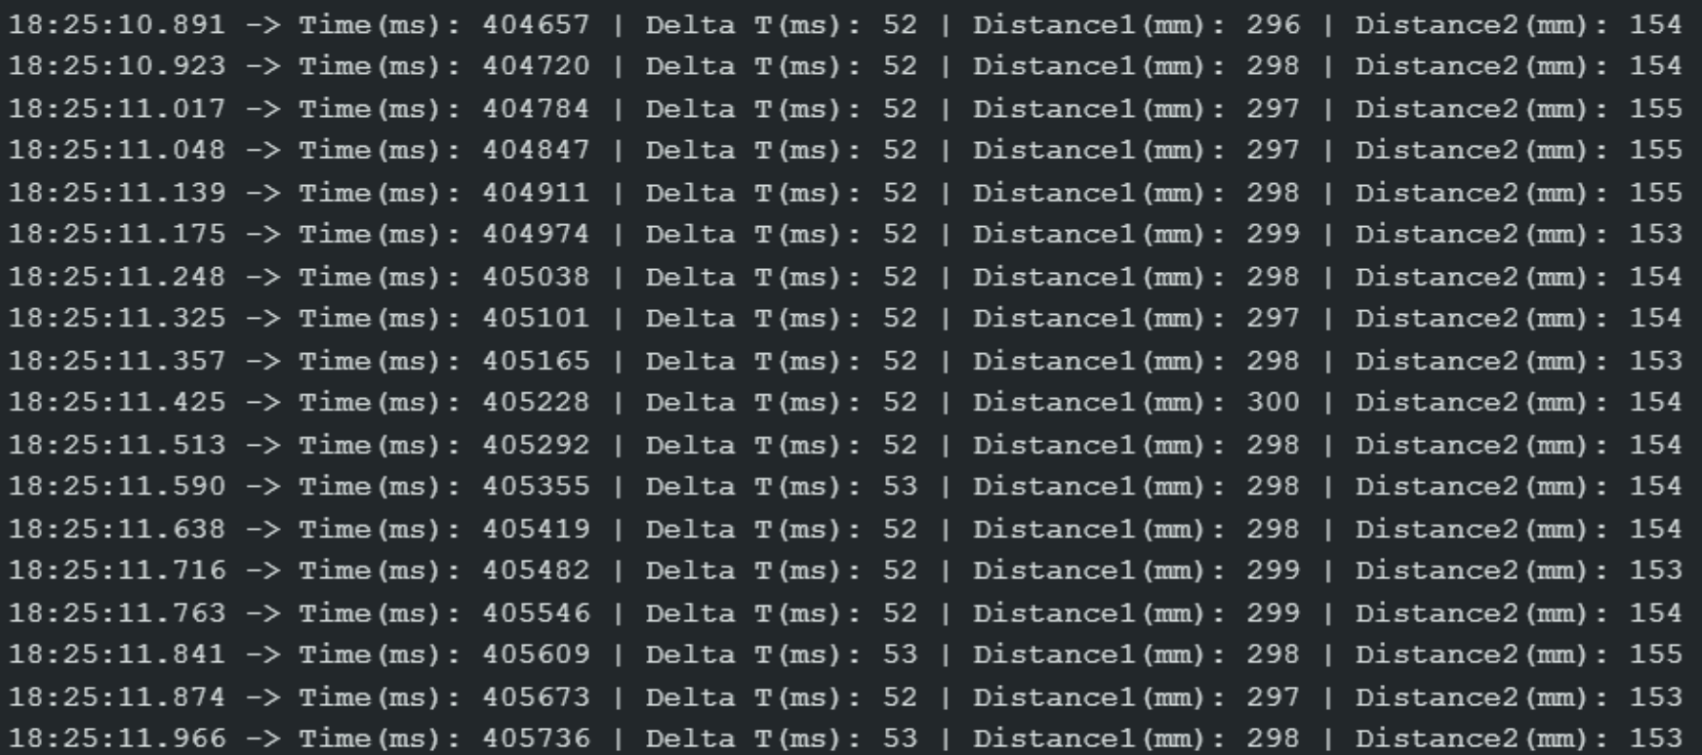 18:25:10.891 -> Time(ms): 404657 | Delta T(ms): 52 | Distance1(mm): 296 | Distance2(mm): 154
18:25:10.923 -> Time(ms): 404720 | Delta T(ms): 52 | Distance1(mm): 298 | Distance2(mm): 154
18:25:11.017 -> Time(ms): 404784 | Delta T(ms): 52 | Distance1(mm): 297 | Distance2(mm): 155
18:25:11.048 -> Time(ms): 404847 | Delta T(ms): 52 | Distance1(mm): 297 | Distance2(mm): 155
18:25:11.139 -> Time(ms): 404911 | Delta T(ms): 52 | Distance1(mm): 298 | Distance2(mm): 155
18:25:11.175 -> Time(ms): 404974 | Delta T(ms): 52 | Distance1(mm): 299 | Distance2(mm): 153
18:25:11.248 -> Time(ms): 405038 | Delta T(ms): 52 | Distance1(mm): 298 | Distance2(mm): 154
18:25:11.325 -> Time(ms): 405101 | Delta T(ms): 52 | Distance1(mm): 297 | Distance2(mm): 154
18:25:11.357 -> Time(ms): 405165 | Delta T(ms): 52 | Distance1(mm): 298 | Distance2(mm): 153
18:25:11.425 -> Time(ms): 405228 | Delta T(ms): 52 | Distance1(mm): 300 | Distance2(mm): 154
18:25:11.513 -> Time(ms): 405292 | Delta T(ms): 52 | Distance1(mm): 298 | Distance2(mm): 154
18:25:11.590 -> Time(ms): 405355 | Delta T(ms): 53 | Distance1(mm): 298 | Distance2(mm): 154
18:25:11.638 -> Time(ms): 405419 | Delta T(ms): 52 | Distance1(mm): 298 | Distance2(mm): 154
18:25:11.716 -> Time(ms): 405482 | Delta T(ms): 52 | Distance1(mm): 299 | Distance2(mm): 153
18:25:11.763 -> Time(ms): 405546 | Delta T(ms): 52 | Distance1(mm): 299 | Distance2(mm): 154
18:25:11.841 -> Time(ms): 405609 | Delta T(ms): 53 | Distance1(mm): 298 | Distance2(mm): 155
18:25:11.874 -> Time(ms): 405673 | Delta T(ms): 52 | Distance1(mm): 297 | Distance2(mm): 153
18:25:11.966 -> Time(ms): 405736 | Delta T(ms): 53 | Distance1(mm): 298 | Distance2(mm): 153